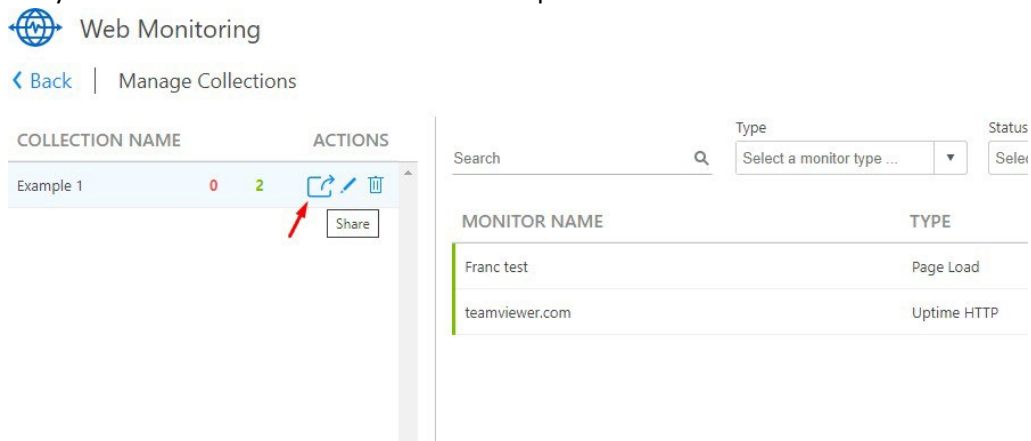 Web Monitoring
Back | Manage Collections
COLLECTION NAME ACTIONS
Example 1 0 2
Share
Search
Type
Select a monitor type ...
Status
Selec
MONITOR NAME TYPE
Franc test Page Load
teamviewer.com Uptime HTTP